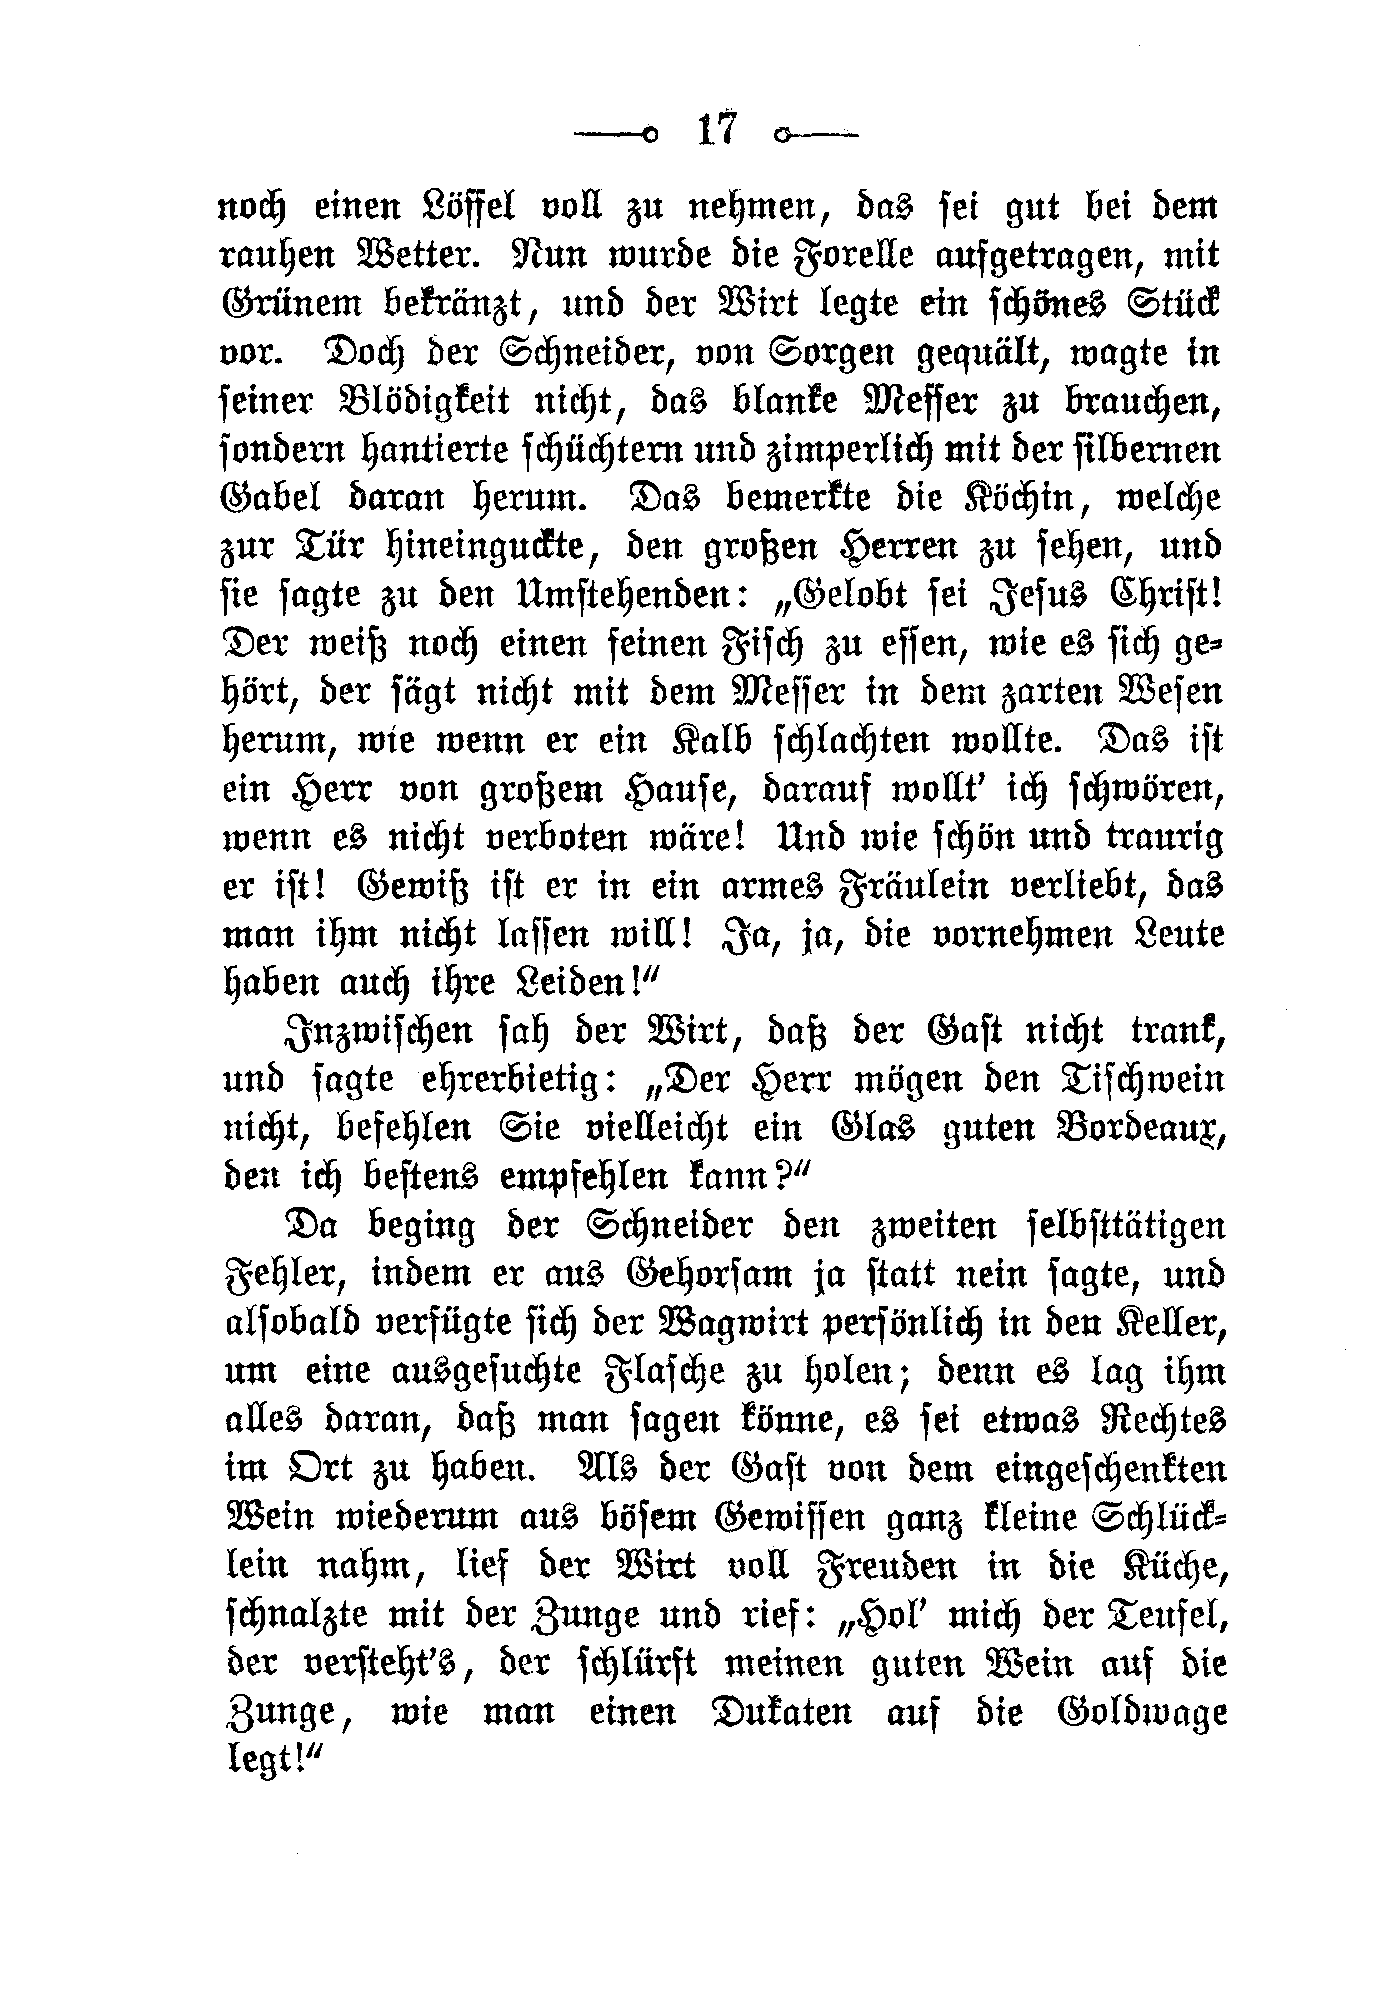 17
noch einen Löffel voll zu nehmen, das sei gut bei dem
rauhen Wetter. Nun wurde die Forelle aufgetragen, mit
Grünem bekränzt, und der Wirt legte ein schönes Stück
vor. Doch der Schneider, von Sorgen gequält, wagte in
seiner Blödigkeit nicht, das blanke Messer zu brauchen,
sondern hantierte schüchtern und zimperlich mit der silbernen
Gabel daran herum. Das bemerkte die Köchin, welche
zur Tür hineinguckte, den großen Herren zu sehen, und
sie sagte zu den Umstehenden: „Gelobt sei Jesus Christ!
Der weiß noch einen feinen Fisch zu essen, wie es sich ge-
hört, der sägt nicht mit dem Messer in dem zarten Wesen
herum, wie wenn er ein Kalb schlachten wollte. Das ist
ein Herr von großem Hause, darauf wollt' ich schwören,
wenn es nicht verboten wäre! Und wie schön und traurig
er ist! Gewiß ist er in ein armes Fräulein verliebt, das
man ihm nicht lassen will! Ja, ja, die vornehmen Leute
haben auch ihre Leiden!“
Inzwischen sah der Wirt, daß der Gast nicht trank,
und sagte ehrerbietig: „Der Herr mögen den Tischwein
nicht, befehlen Sie vielleicht ein Glas guten Bordeaux,
den ich bestens empfehlen kann?“
Da beging der Schneider den zweiten selbsttätigen
Fehler, indem er aus Gehorsam ja statt nein sagte, und
alsobald verfügte sich der Wagwirt persönlich in den Keller,
um eine ausgesuchte Flasche zu holen; denn es lag ihm
alles daran, daß man sagen könne, es sei etwas Rechtes
im Ort zu haben. Als der Gast von dem eingeschenkten
Wein wiederum aus bösem Gewissen ganz kleine Schlück-
lein nahm, lief der Wirt voll Freuden in die Küche,
schnalzte mit der Zunge und rief: „Hol' mich der Teufel,
der versteht's, der schlürft meinen guten Wein auf die
Zunge, wie man einen Dukaten auf die Goldwage
legt!“